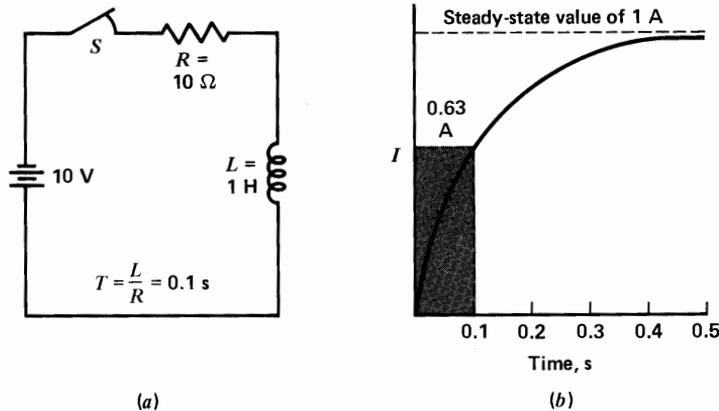 S
R =
10 Ω
10 V
L =
1 H
T = L/R = 0.1 s
(a)
Steady-state value of 1 A
0.63
A
I
0.1 0.2 0.3 0.4 0.5
Time, s
(b)